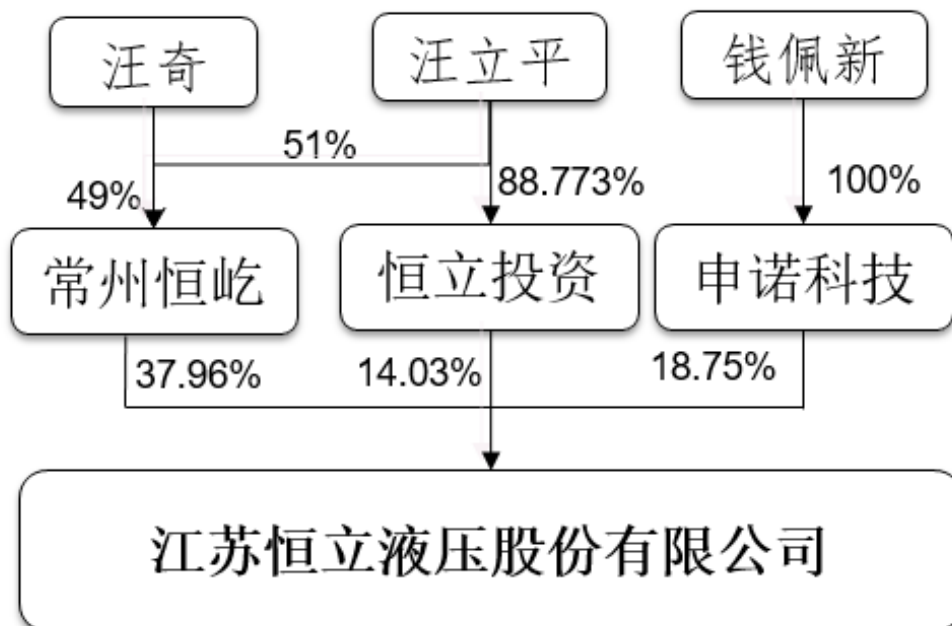 汪奇
汪立平
钱佩新
51%
49%
88.773%
100%
常州恒屹
恒立投资
申诺科技
37.96%
14.03%
18.75%
江苏恒立液压股份有限公司